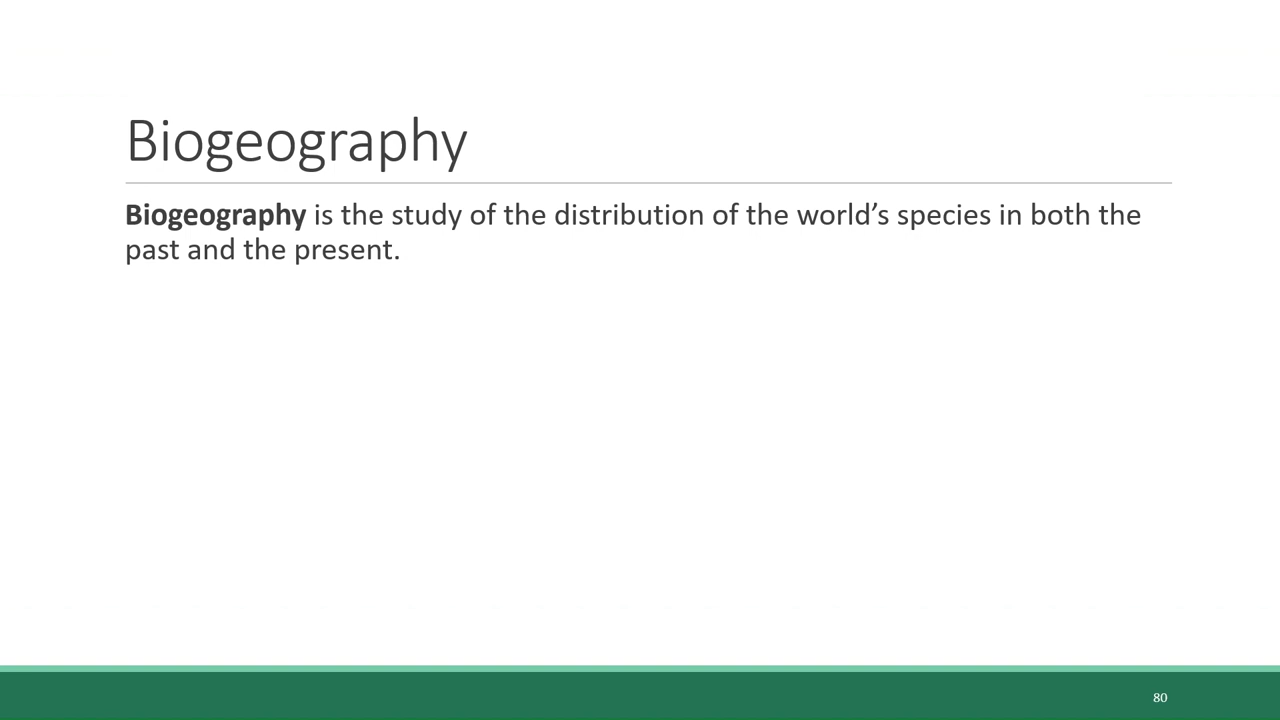 Biogeography
Biogeography is the study of the distribution of the world’s species in both the
past and the present.
80